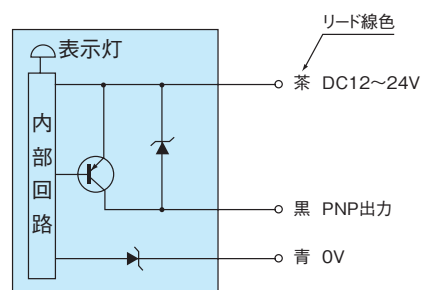 リード線色
表示灯
茶 DC12～24V
内部回路
黒 PNP出力
青 0V